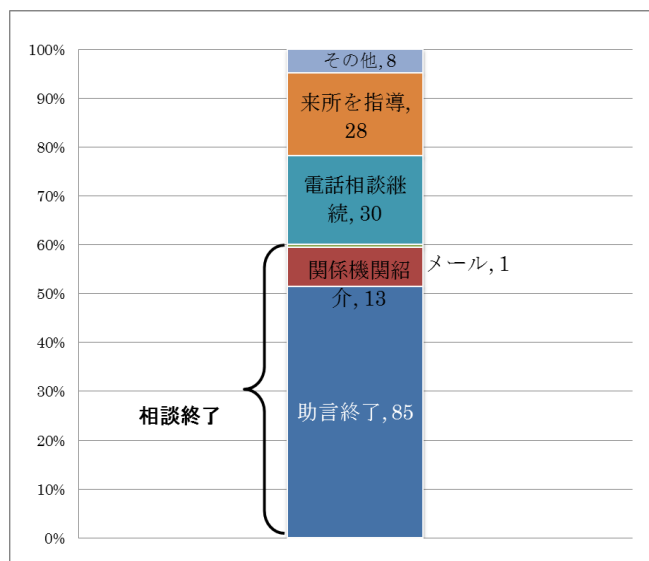 100%
90%
80%
70%
60%
50%
40%
30%
20%
10%
0%
その他, 8
来所を指導,
28
電話相談継
続, 30
メール, 1
関係機関紹
介, 13
助言終了, 85
相談終了